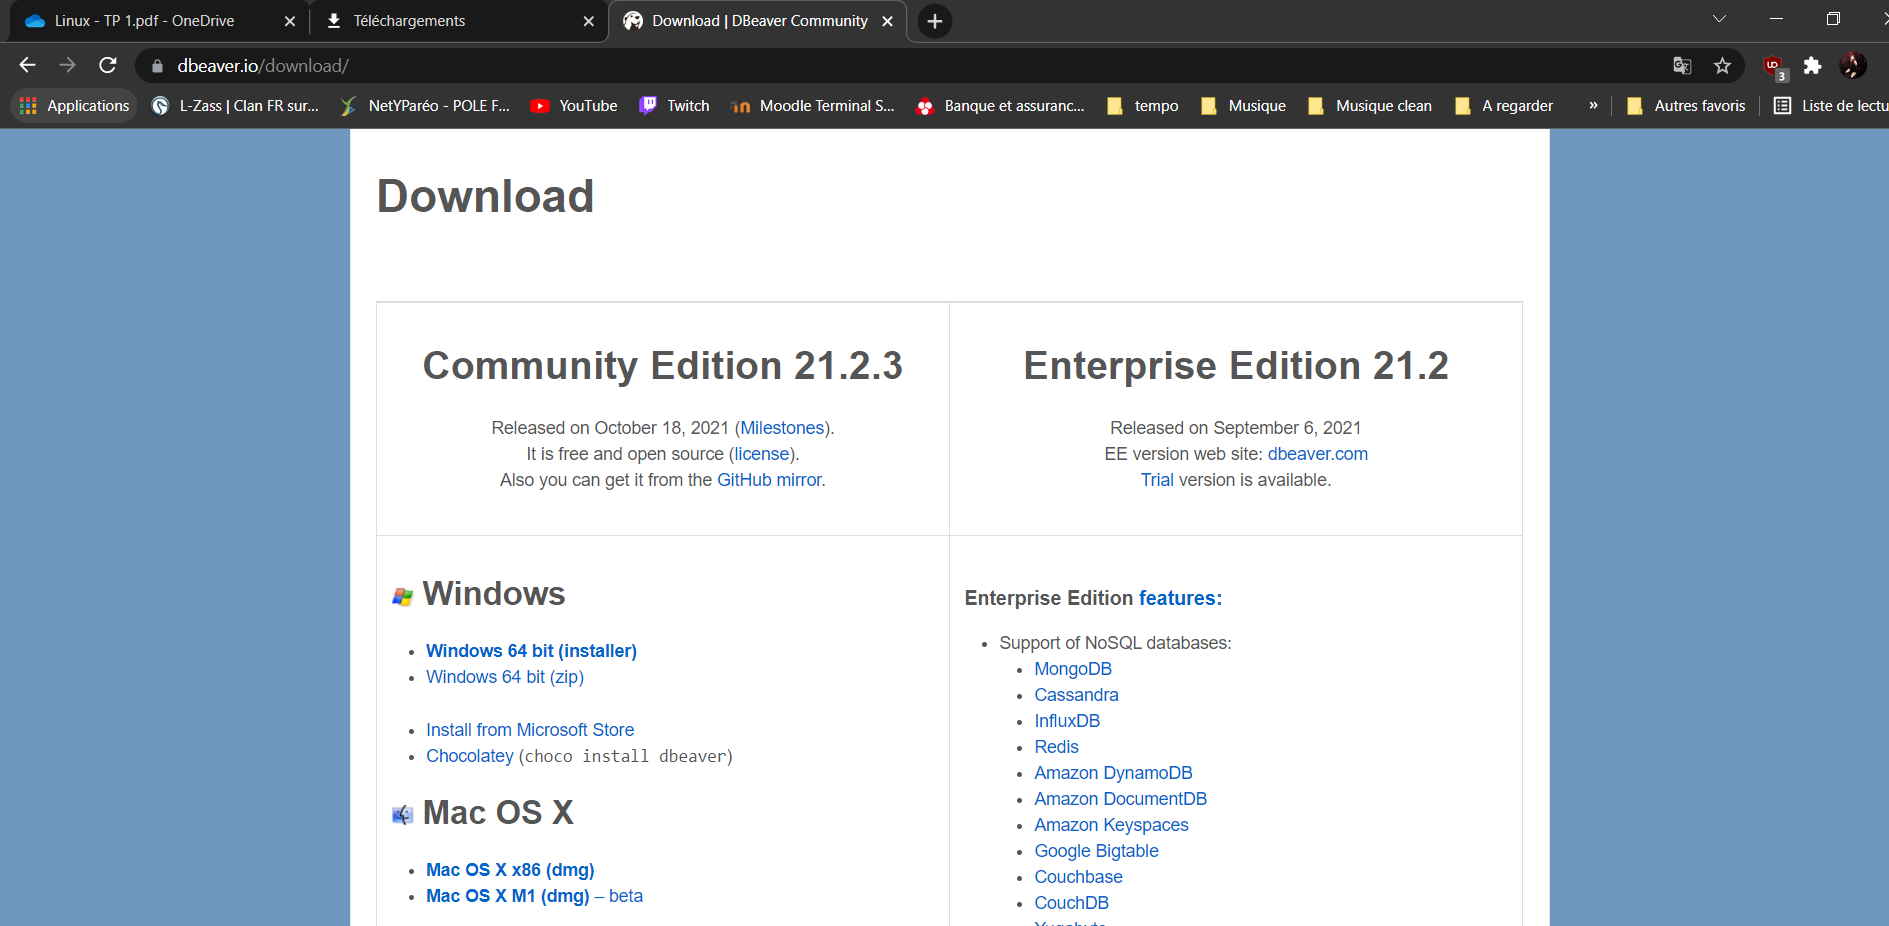 Linux - TP 1.pdf - OneDrive
Téléchargements
Download | DBeaver Community
dbeaver.io/download/
3
Applications
L-Zass | Clan FR sur...
NetYParéo - POLE F...
YouTube
Twitch
Moodle Terminal S...
Banque et assuranc...
tempo
Musique
Musique clean
A regarder
»
Autres favoris
Liste de lectu
Download
Community Edition 21.2.3
Released on October 18, 2021 (Milestones).
It is free and open source (license).
Also you can get it from the GitHub mirror.
Enterprise Edition 21.2
Released on September 6, 2021
EE version web site: dbeaver.com
Trial version is available.
Windows
Windows 64 bit (installer)
Windows 64 bit (zip)
Install from Microsoft Store
Chocolatey (choco install dbeaver)
Mac OS X
Mac OS X x86 (dmg)
Mac OS X M1 (dmg) – beta
Enterprise Edition features:
Support of NoSQL databases:
MongoDB
Cassandra
InfluxDB
Redis
Amazon DynamoDB
Amazon DocumentDB
Amazon Keyspaces
Google Bigtable
Couchbase
CouchDB